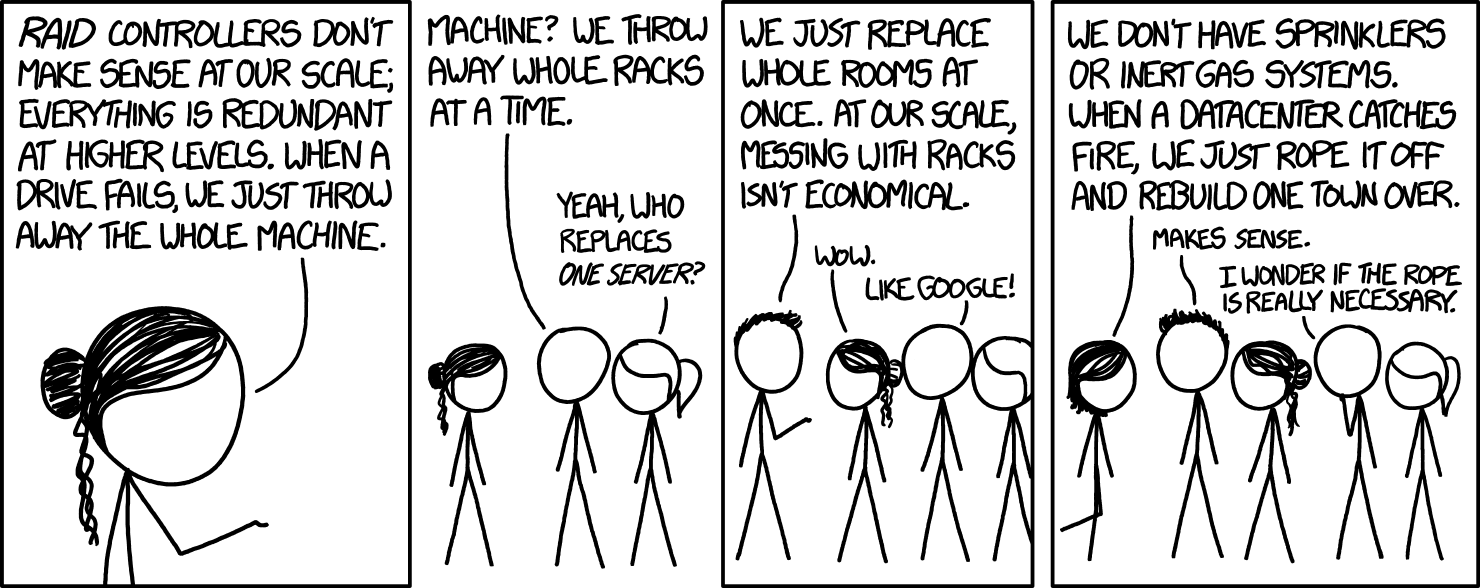 RAID CONTROLLERS DON'T
MAKE SENSE AT OUR SCALE;
EVERYTHING IS REDUNDANT
AT HIGHER LEVELS. WHEN A
DRIVE FAILS, WE JUST THROW
AWAY THE WHOLE MACHINE.
MACHINE? WE THROW
AWAY WHOLE RACKS
AT A TIME.
YEAH, WHO
REPLACES
ONE SERVER?
WE JUST REPLACE
WHOLE ROOMS AT
ONCE. AT OUR SCALE,
MESSING WITH RACKS
ISN'T ECONOMICAL.
WOW.
LIKE GOOGLE!
WE DON'T HAVE SPRINKLERS
OR INERT GAS SYSTEMS.
WHEN A DATACENTER CATCHES
FIRE, WE JUST ROPE IT OFF
AND REBUILD ONE TOWN OVER.
MAKES SENSE.
I WONDER IF THE ROPE
IS REALLY NECESSARY.